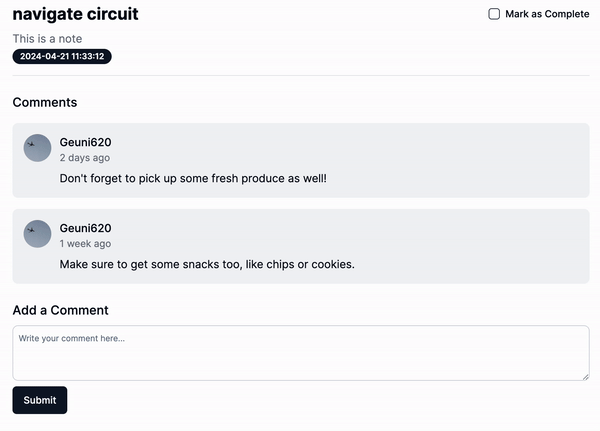 navigate circuit
Mark as Complete
This is a note
2024-04-21 11:33:12
Comments
Geuni620
2 days ago
Don't forget to pick up some fresh produce as well!
Geuni620
1 week ago
Make sure to get some snacks too, like chips or cookies.
Add a Comment
Write your comment here...
Submit